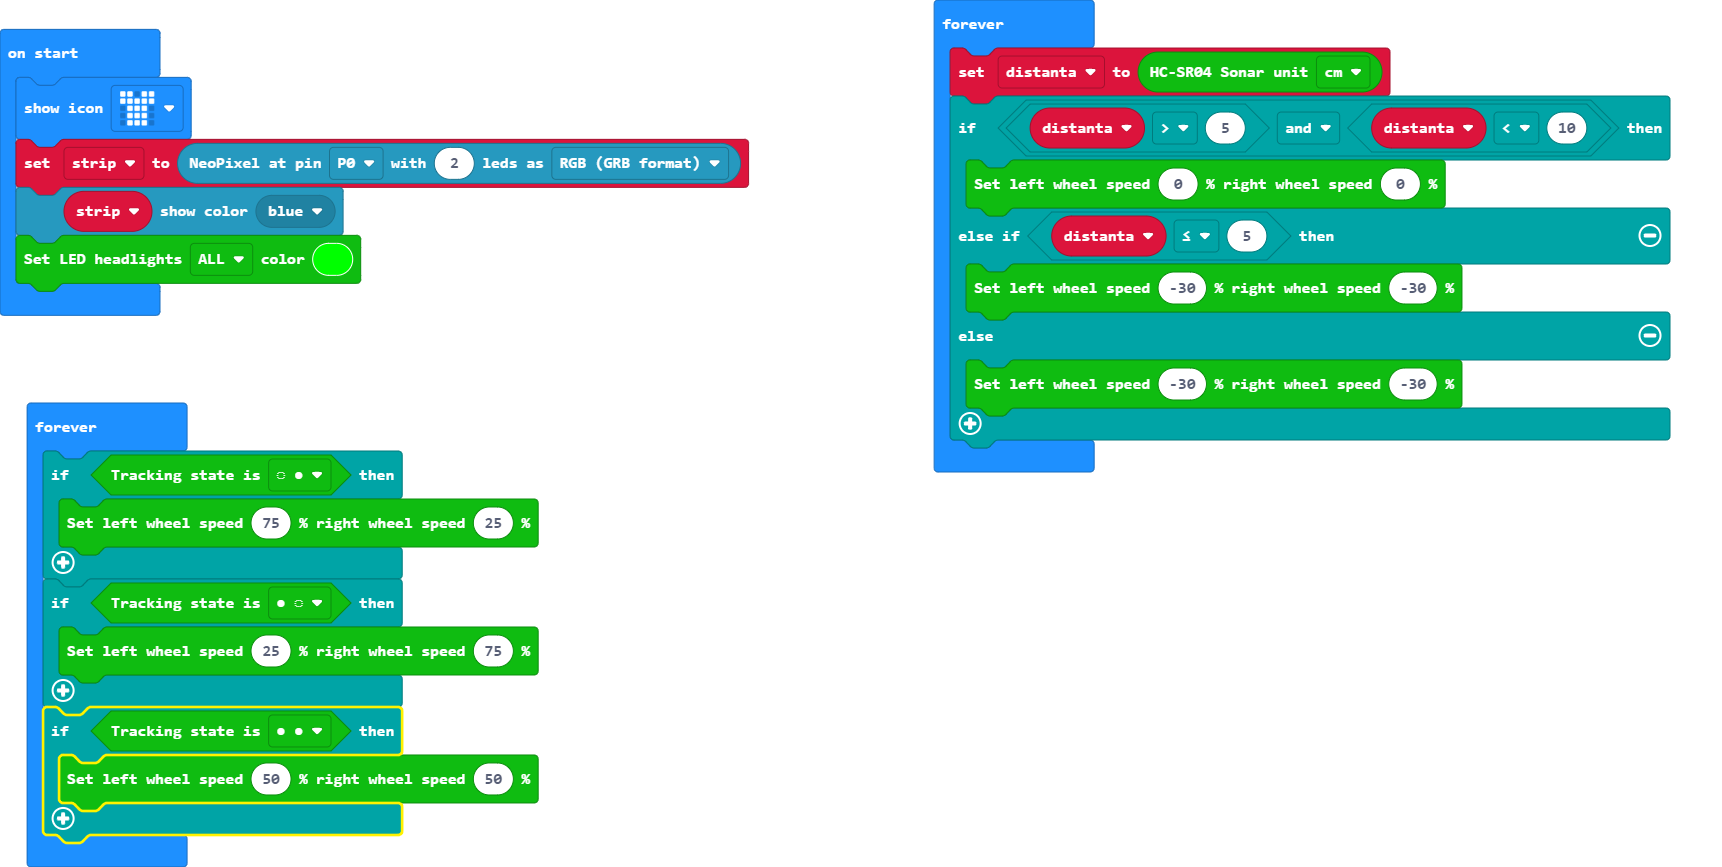 on start
show icon
set strip to NeoPixel at pin P0 with 2 leds as RGB (GRB format)
strip show color blue
Set LED headlights ALL color
forever
if Tracking state is ◌ ● then
Set left wheel speed 75 % right wheel speed 25 %
if Tracking state is ● ◌ then
Set left wheel speed 25 % right wheel speed 75 %
if Tracking state is ● ● then
Set left wheel speed 50 % right wheel speed 50 %
forever
set distanta to HC-SR04 Sonar unit cm
if distanta > 5 and distanta < 10 then
Set left wheel speed 0 % right wheel speed 0 %
else if distanta ≤ 5 then
Set left wheel speed -30 % right wheel speed -30 %
else
Set left wheel speed -30 % right wheel speed -30 %